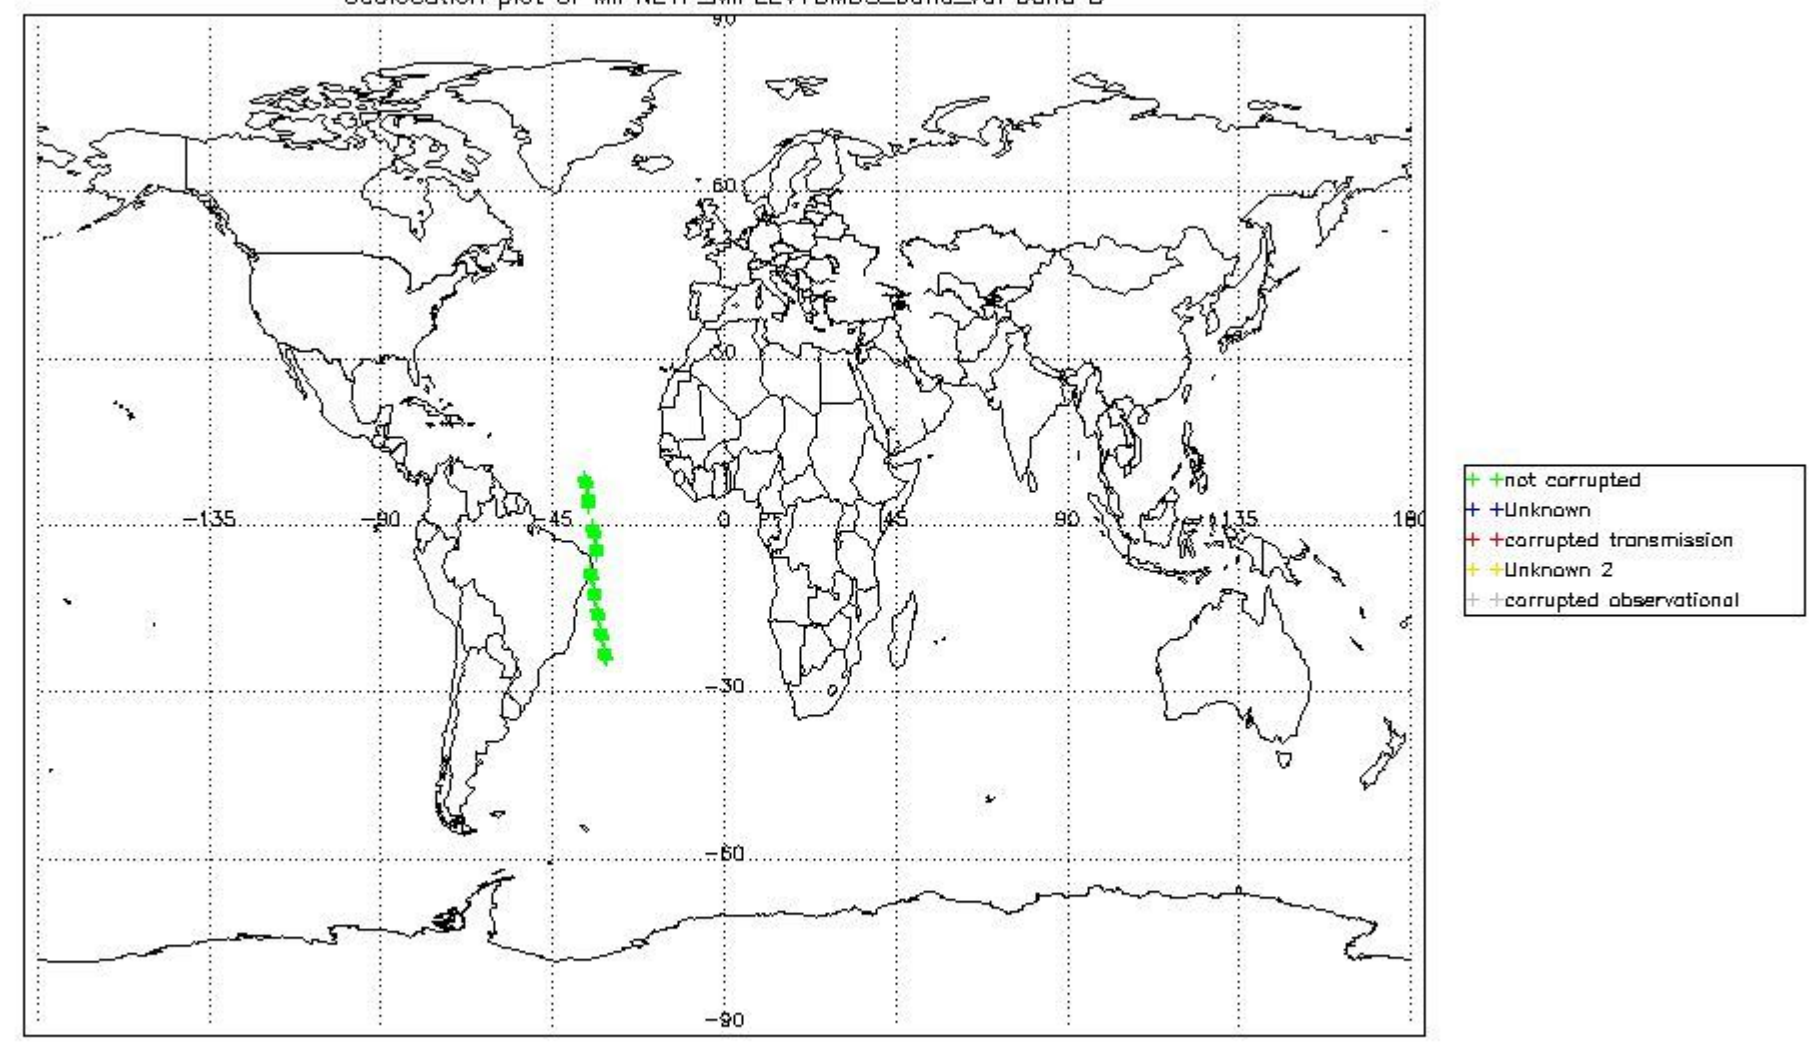 90
60
30
-135 -90 -45 0 45 90 135 180
-30
-60
-90
not corrupted
Unknown
corrupted transmission
Unknown 2
corrupted observational